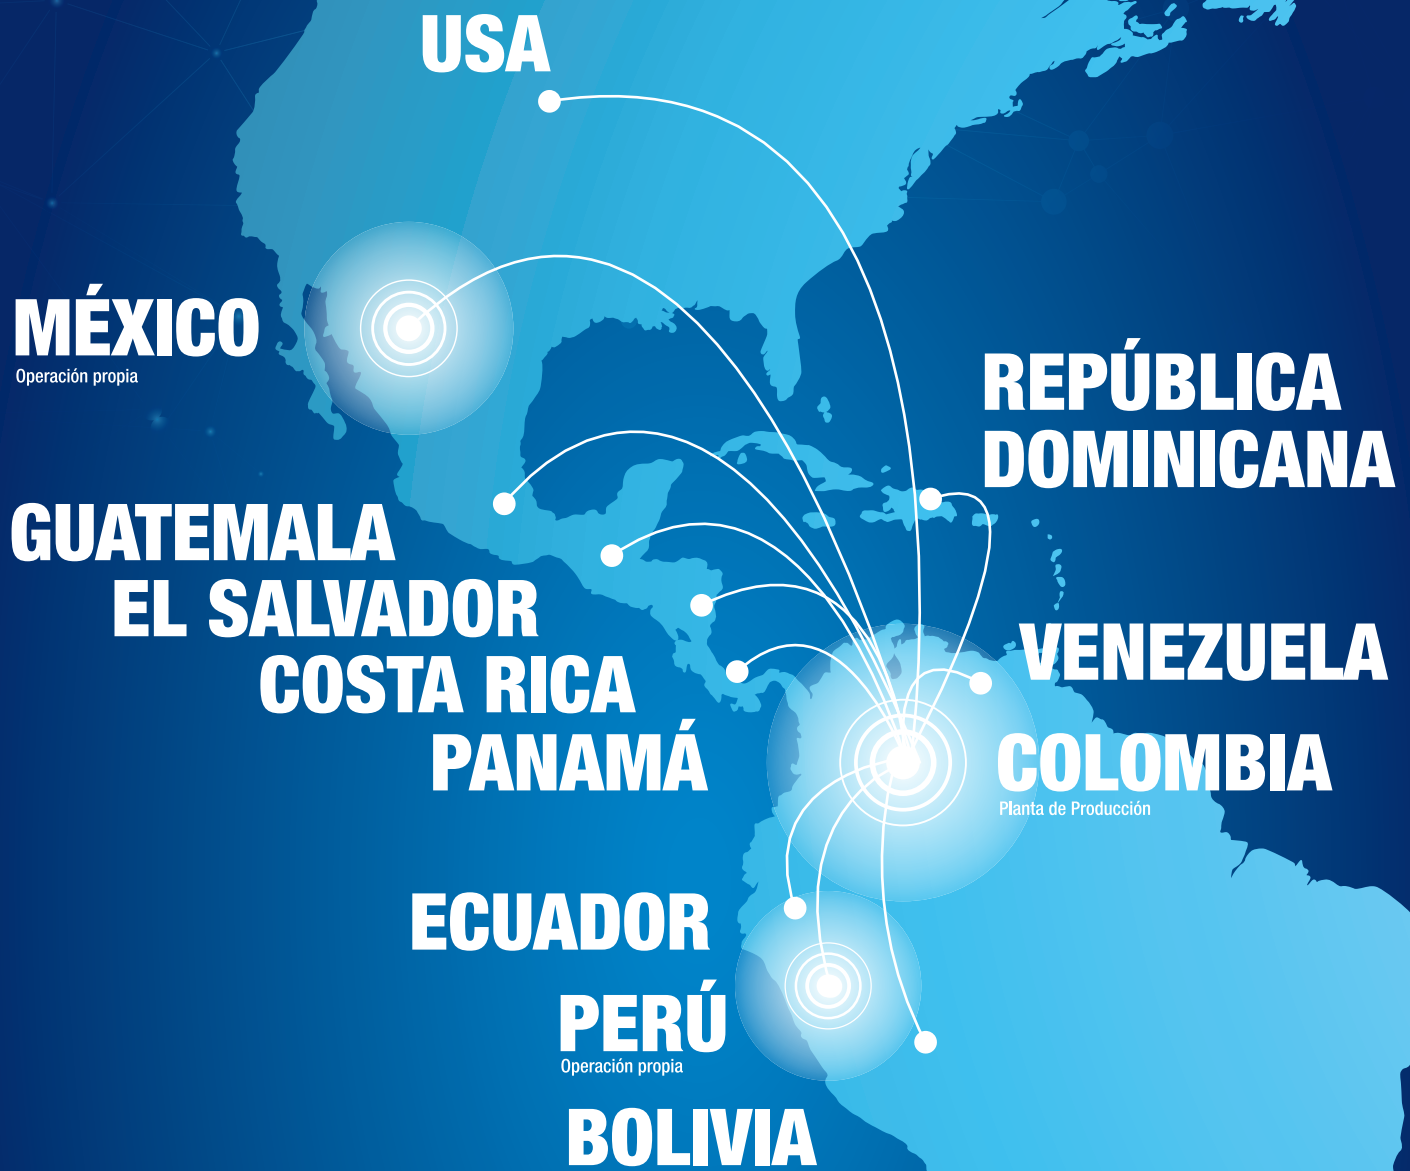 USA
MÉXICO
Operación propia
REPÚBLICA
DOMINICANA
GUATEMALA
EL SALVADOR
COSTA RICA
PANAMÁ
VENEZUELA
COLOMBIA
Planta de Producción
ECUADOR
PERÚ
Operación propia
BOLIVIA